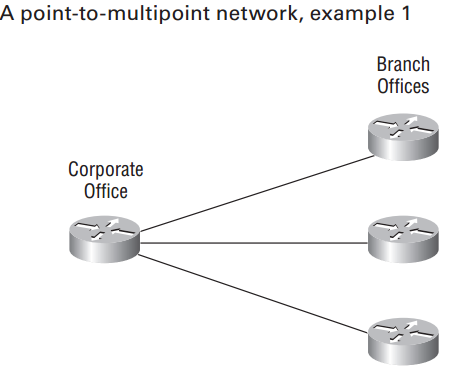 A point-to-multipoint network, example 1
Branch
Offices
Corporate
Office